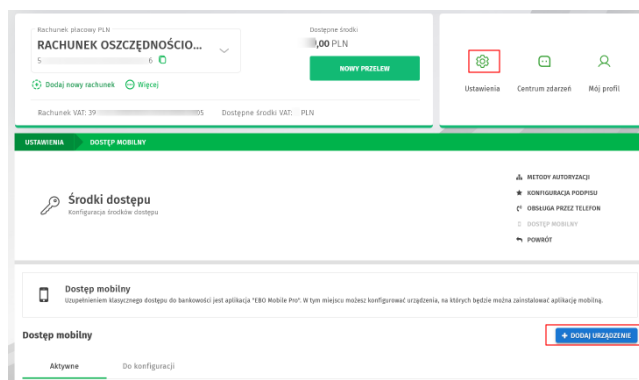 Rachunek płacowy PLN
RACHUNEK OSZCZĘDNOŚCIO...
5 6
Dodaj nowy rachunek Więcej
Dostępne środki
,00 PLN
NOWY PRZELEW
Rachunek VAT: 39 05 Dostępne środki VAT: PLN
Ustawienia Centrum zdarzeń Mój profil
USTAWIENIA DOSTĘP MOBILNY
Środki dostępu
Konfiguracja środków dostępu
METODY AUTORYZACJI
KONFIGURACJA PODPISU
OBSŁUGA PRZEZ TELEFON
DOSTĘP MOBILNY
POWRÓT
Dostęp mobilny
Uzupełnieniem klasycznego dostępu do bankowości jest aplikacja "EBO Mobile Pro". W tym miejscu możesz konfigurować urządzenia, na których będzie można zainstalować aplikację mobilną.
Dostęp mobilny
+ DODAJ URZĄDZENIE
Aktywne Do konfiguracji